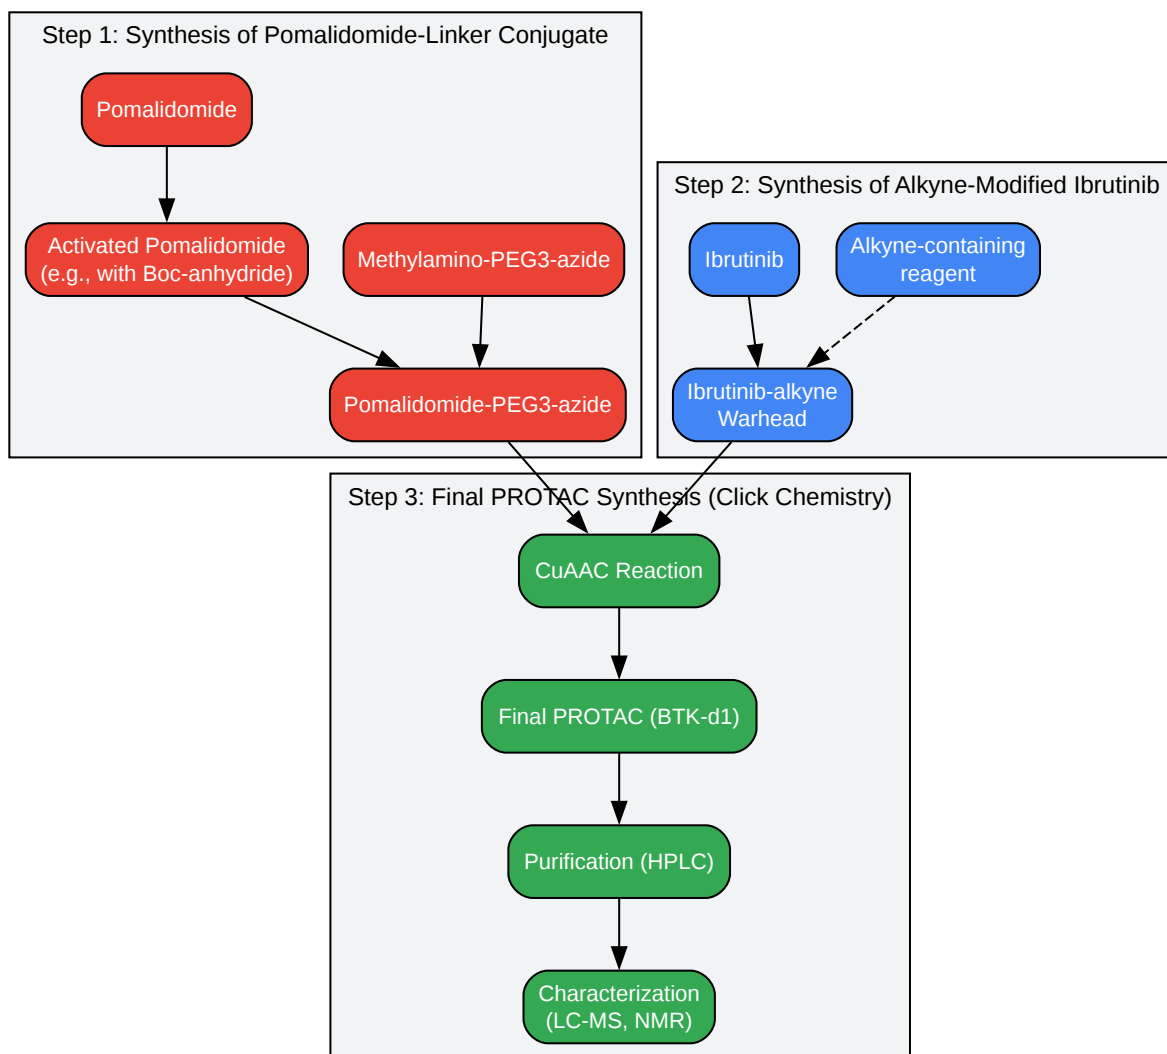 Step 1: Synthesis of Pomalidomide-Linker Conjugate
Pomalidomide
Activated Pomalidomide
(e.g., with Boc-anhydride)
Methylamino-PEG3-azide
Pomalidomide-PEG3-azide
Step 2: Synthesis of Alkyne-Modified Ibrutinib
Ibrutinib
Alkyne-containing
reagent
Ibrutinib-alkyne
Warhead
Step 3: Final PROTAC Synthesis (Click Chemistry)
CuAAC Reaction
Final PROTAC (BTK-d1)
Purification (HPLC)
Characterization
(LC-MS, NMR)